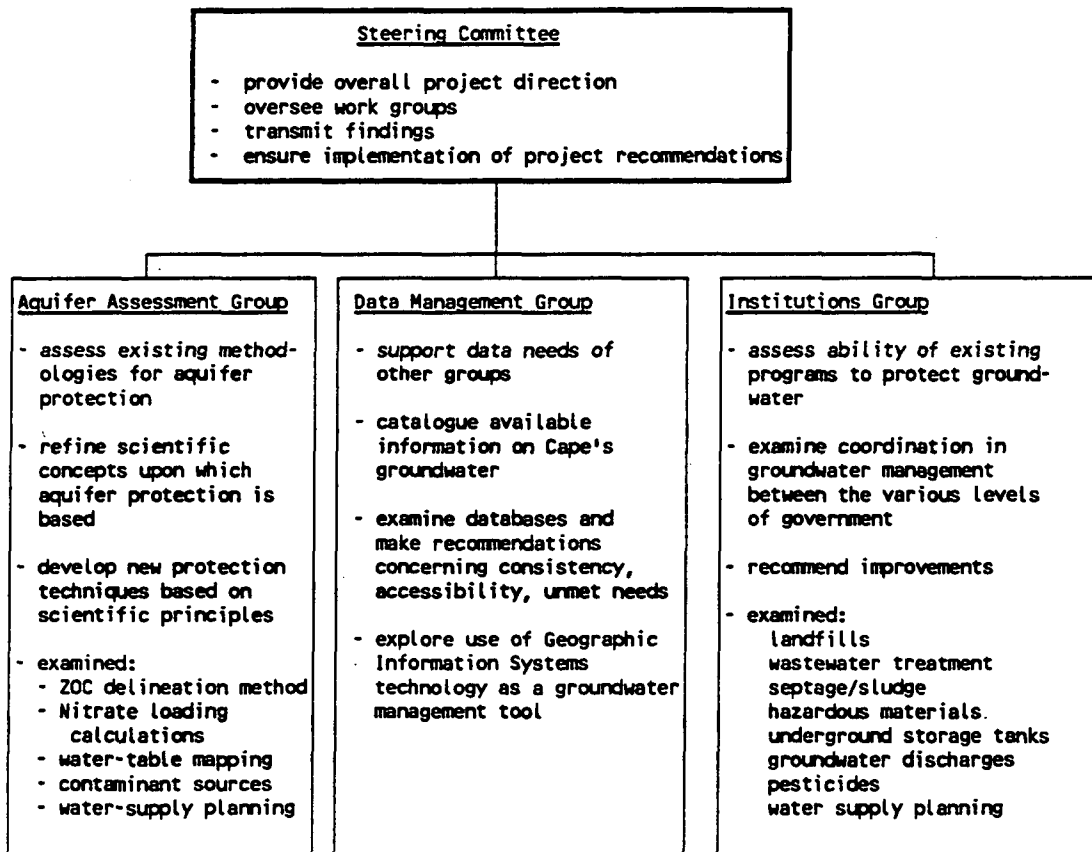 Steering Committee
- provide overall project direction
- oversee work groups
- transmit findings
- ensure implementation of project recommendations
Aquifer Assessment Group
- assess existing method-
ologies for aquifer
protection
- refine scientific
concepts upon which
aquifer protection is
based
- develop new protection
techniques based on
scientific principles
- examined:
- ZOC delineation method
- Nitrate loading
calculations
- water-table mapping
- contaminant sources
- water-supply planning
Data Management Group
- support data needs of
other groups
- catalogue available
information on Cape's
groundwater
- examine databases and
make recommendations
concerning consistency,
accessibility, unmet needs
- explore use of Geographic
Information Systems
technology as a groundwater
management tool
Institutions Group
- assess ability of existing
programs to protect ground-
water
- examine coordination in
groundwater management
between the various levels
of government
- recommend improvements
- examined:
landfills
wastewater treatment
septage/sludge
hazardous materials.
underground storage tanks
groundwater discharges
pesticides
water supply planning